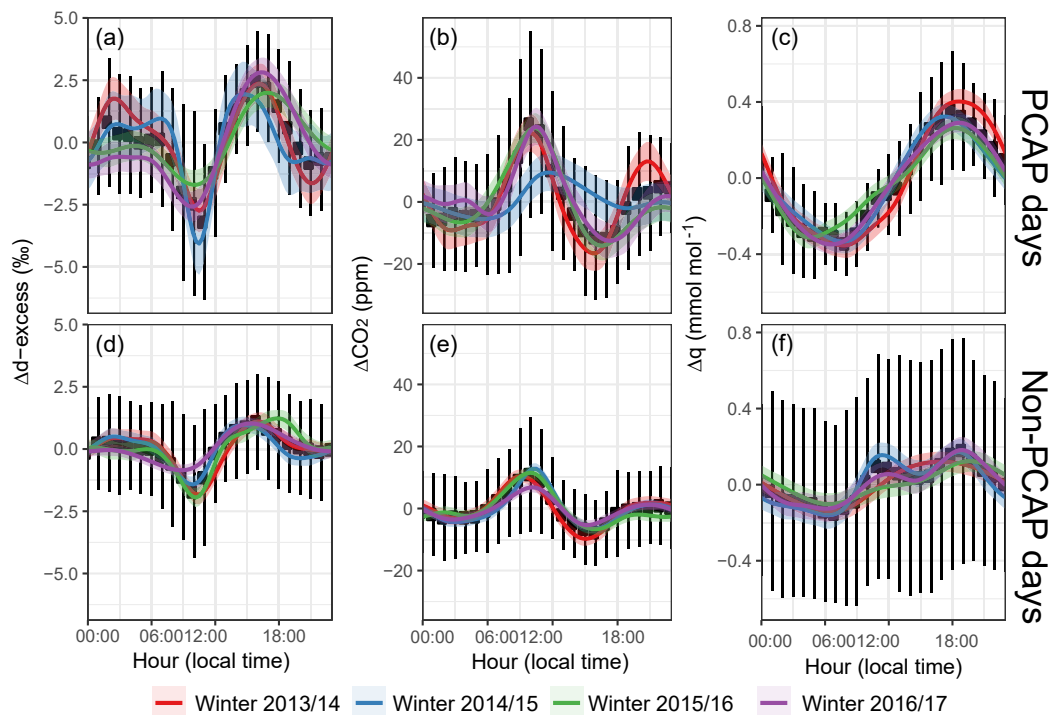 5.0
2.5
0.0
−2.5
−5.0
(a)
40
20
0
−20
(b)
0.8
0.4
0.0
−0.4
(c)
PCAP days
Δd−excess (‰)
ΔCO₂ (ppm)
Δq (mmol mol⁻¹)
5.0
2.5
0.0
−2.5
−5.0
(d)
40
20
0
−20
(e)
0.8
0.4
0.0
−0.4
(f)
Non-PCAP days
00:00 06:00 12:00 18:00
00:00 06:00 12:00 18:00
00:00 06:00 12:00 18:00
Hour (local time)
Hour (local time)
Hour (local time)
Winter 2013/14 Winter 2014/15 Winter 2015/16 Winter 2016/17